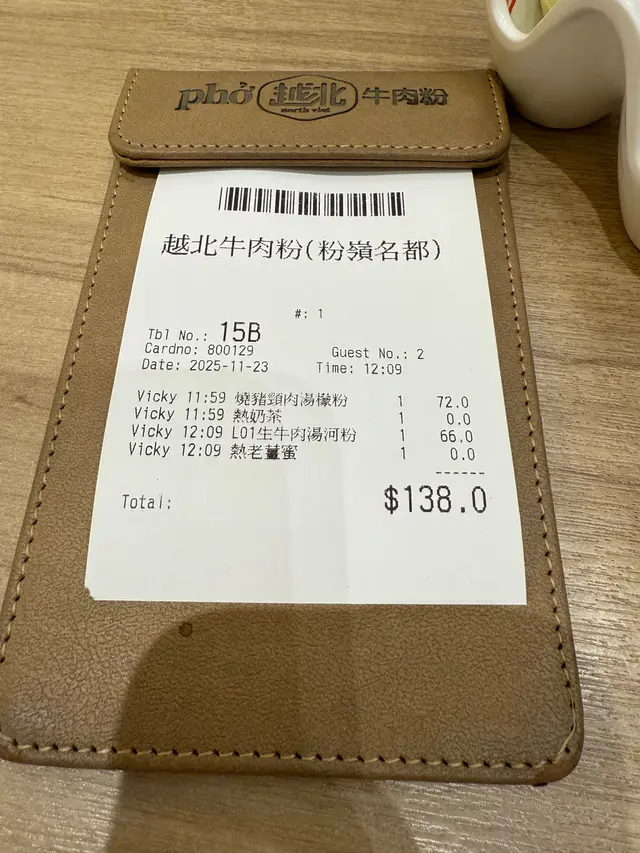 phở 越北 牛肉粉
north viet
越北牛肉粉(粉嶺名都)
#: 1
Tbl No.: 15B
Cardno: 800129 Guest No.: 2
Date: 2025-11-23 Time: 12:09
Vicky 11:59 燒豬頸肉湯檬粉 1 72.0
Vicky 11:59 熱奶茶 1 0.0
Vicky 12:09 L01生牛肉湯河粉 1 66.0
Vicky 12:09 熱老薑蜜 1 0.0
------
Total: $138.0